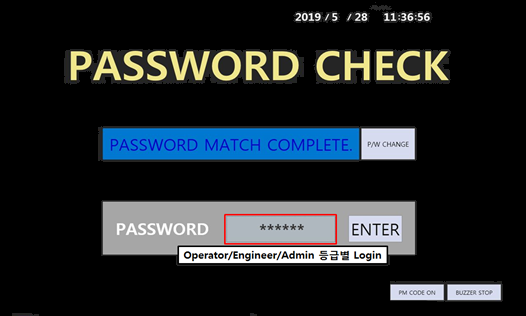 2019 / 5 / 28 11:36:56
PASSWORD CHECK
PASSWORD MATCH COMPLETE.
P/W CHANGE
PASSWORD ****** ENTER
Operator/Engineer/Admin 등급별 Login
PM CODE ON
BUZZER STOP